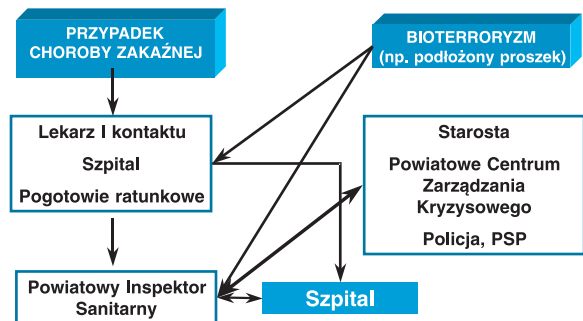 PRZYPADEK
CHOROBY ZAKAŹNEJ
BIOTERRORYZM
(np. podłożony proszek)
Lekarz I kontaktu
Szpital
Pogotowie ratunkowe
Starosta
Powiatowe Centrum
Zarządzania
Kryzysowego
Policja, PSP
Powiatowy Inspektor
Sanitarny
Szpital